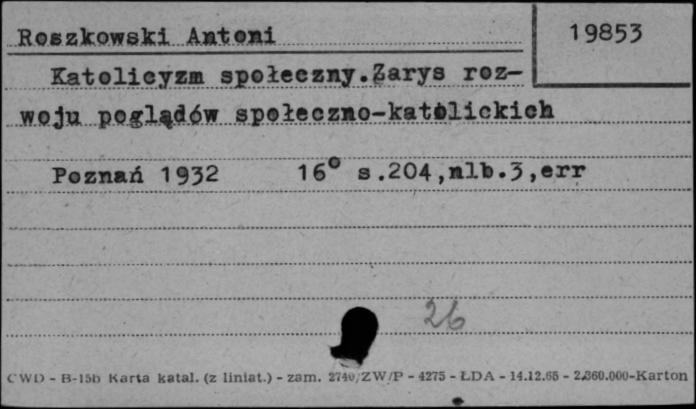 Roszkowski Antoni
19853
Katolicyzm społeczny.Zarys roz-
woju poglądów społeczno-katolickich
Poznań 1932 16° s.204,nlb.3,err
26
CWD - B-15b Karta katal. (z liniat.) - zam. 2740/ZW/P - 4275 - ŁDA - 14.12.65 - 2.360.000-Karton